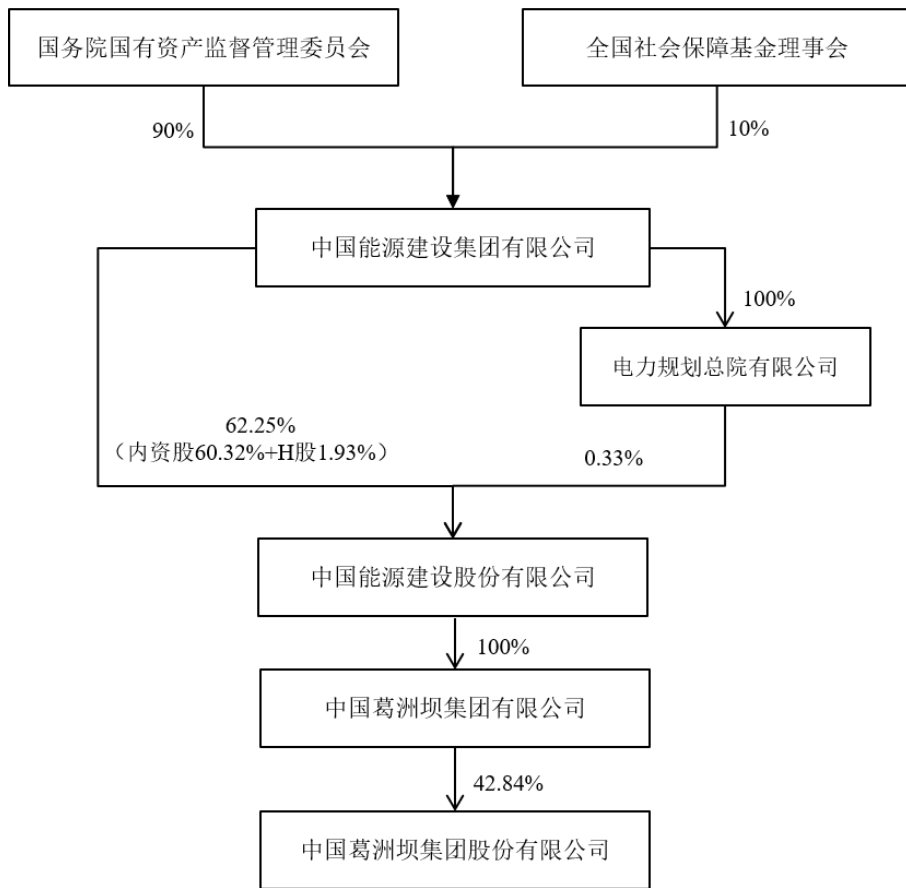 国务院国有资产监督管理委员会
全国社会保障基金理事会
90%
10%
中国能源建设集团有限公司
100%
电力规划总院有限公司
62.25%
（内资股60.32%+H股1.93%）
0.33%
中国能源建设股份有限公司
100%
中国葛洲坝集团有限公司
42.84%
中国葛洲坝集团股份有限公司